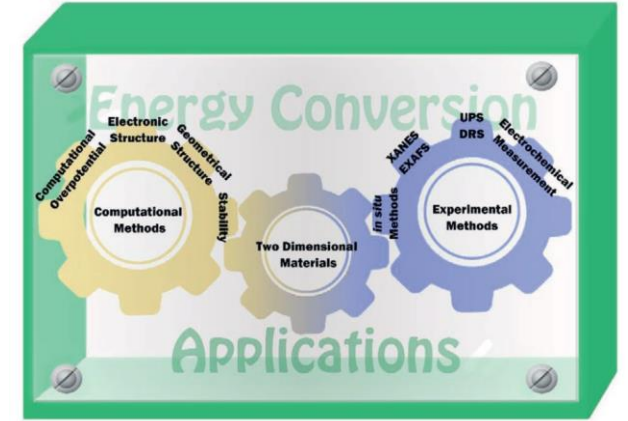 Energy Conversion
Computational
Overpotential
Electronic
Structure
Geometrical
Structure
Stability
Computational
Methods
Two Dimensional
Materials
in situ
Methods
XANES
EXAFS
UPS
DRS
Electrochemical
Measurement
Experimental
Methods
Applications